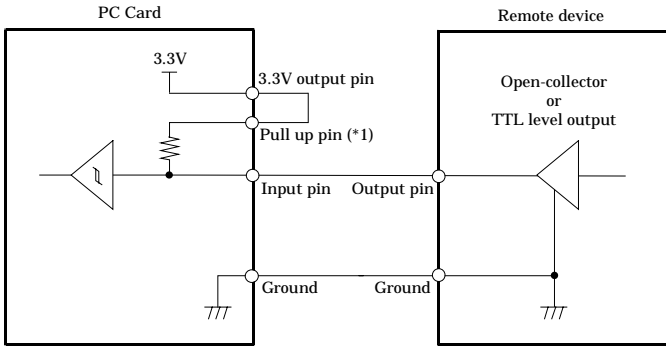 PC Card
Remote device
3.3V
3.3V output pin
Pull up pin (*1)
Open-collector
or
TTL level output
Input pin
Output pin
Ground
Ground